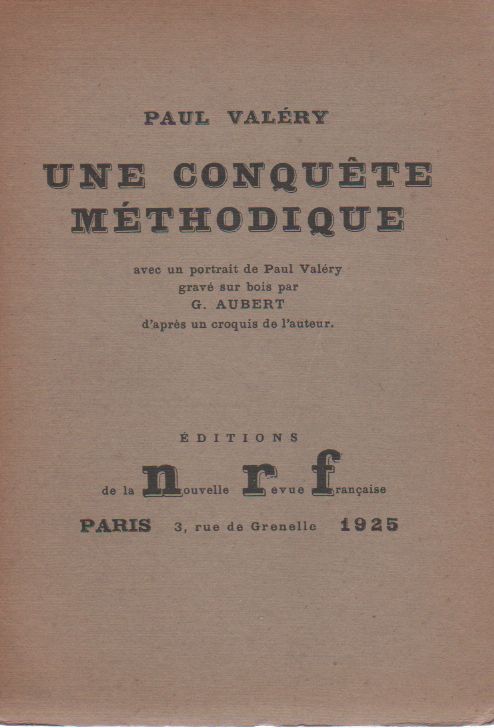 PAUL VALÉRY
UNE CONQUÊTE
MÉTHODIQUE
avec un portrait de Paul Valéry
gravé sur bois par
G. AUBERT
d'après un croquis de l'auteur.
ÉDITIONS
de la nouvelle revue française
PARIS 3, rue de Grenelle 1925